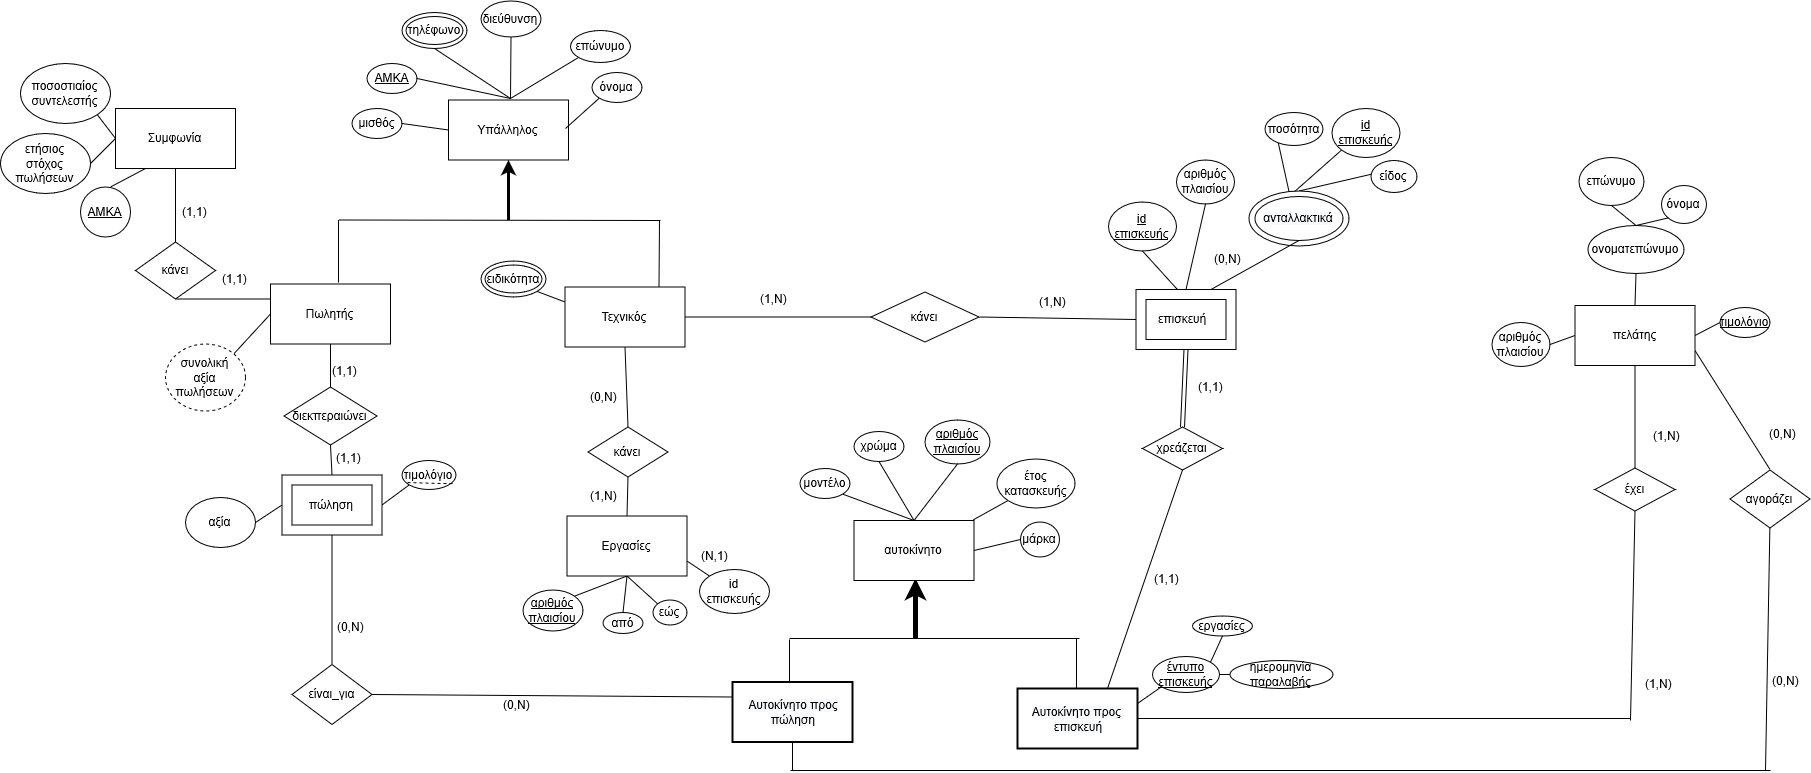 τηλέφωνο
διεύθυνση
επώνυμο
ΑΜΚΑ
όνομα
μισθός
Υπάλληλος
ποσοστιαίος
συντελεστής
Συμφωνία
ετήσιος
στόχος
πωλήσεων
ΑΜΚΑ
(1,1)
κάνει
(1,1)
Πωλητής
συνολική
αξία
πωλήσεων
(1,1)
διεκπεραιώνει
(1,1)
τιμολόγιο
αξία
πώληση
(0,N)
είναι_για
(0,N)
ειδικότητα
Τεχνικός
(1,N)
κάνει
(1,N)
(0,N)
κάνει
(1,N)
Εργασίες
(N,1)
id
επισκευής
αριθμός
πλαισίου
από
εώς
ποσότητα
id
επισκευής
είδος
αριθμός
πλαισίου
ανταλλακτικά
id
επισκευής
(0,N)
επισκευή
(1,1)
χρεάζεται
(1,1)
χρώμα
αριθμός
πλαισίου
μοντέλο
έτος
κατασκευής
αυτοκίνητο
μάρκα
Αυτοκίνητο προς
πώληση
Αυτοκίνητο προς
επισκευή
εργασίες
έντυπο
επισκευής
ημερομηνία
παραλαβής
επώνυμο
όνομα
ονοματεπώνυμο
αριθμός
πλαισίου
πελάτης
τιμολόγιο
(1,N)
(0,N)
έχει
αγοράζει
(1,N)
(0,N)